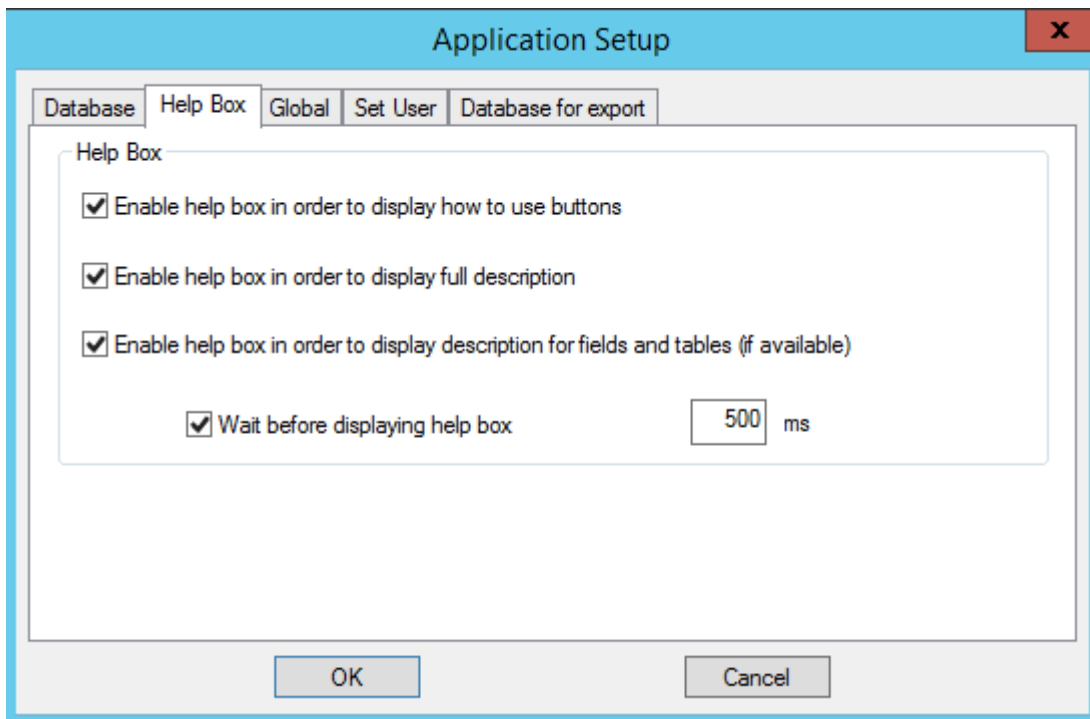 Application Setup
x
Database Help Box Global Set User Database for export
Help Box
Enable help box in order to display how to use buttons
Enable help box in order to display full description
Enable help box in order to display description for fields and tables (if available)
Wait before displaying help box 500 ms
OK Cancel